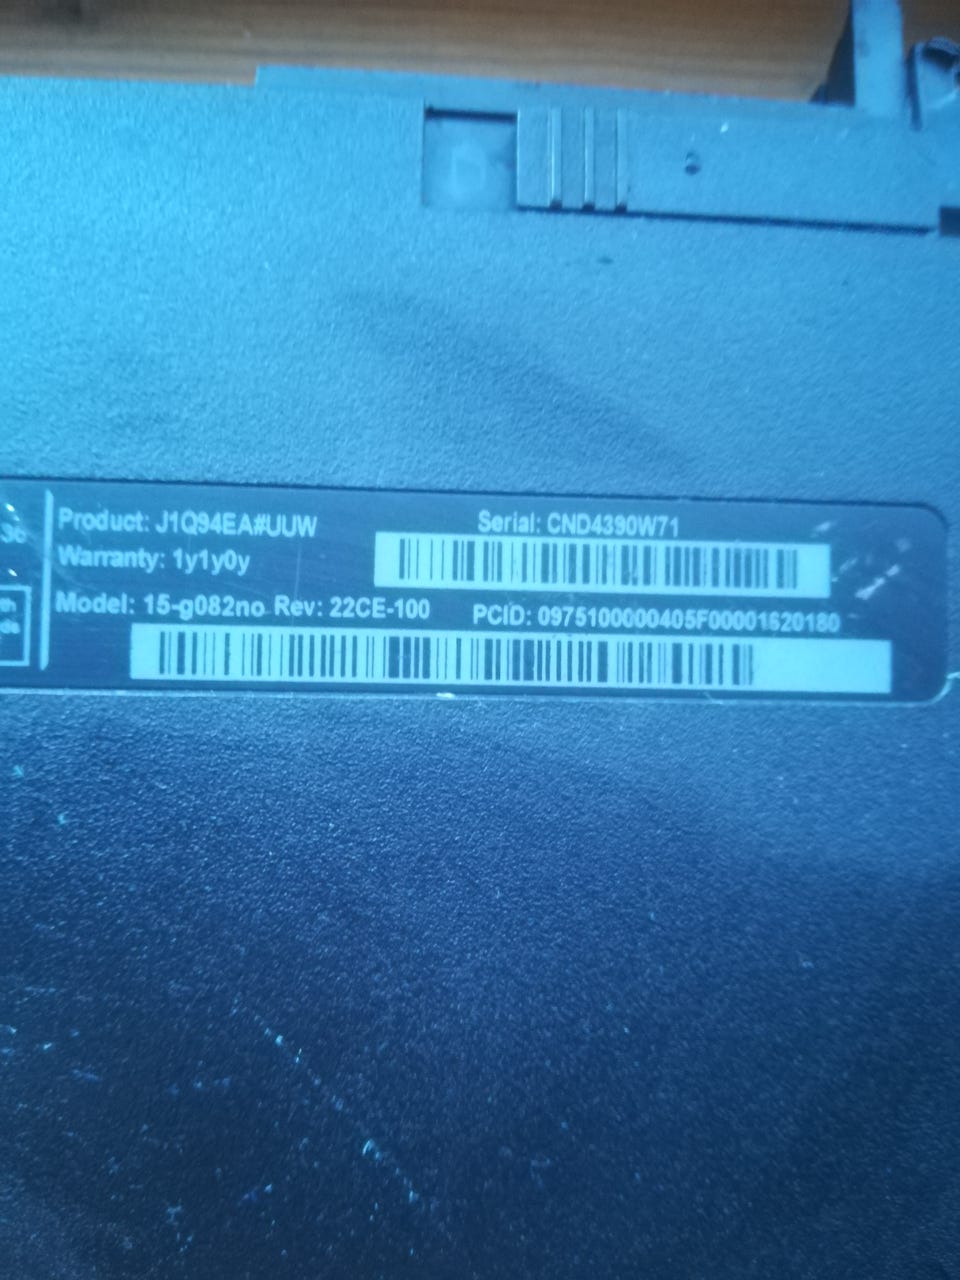 Product: J1Q94EA#UUW
Serial: CND4390W71
Warranty: 1y1y0y
Model: 15-g082no Rev: 22CE-100
PCID: 0975100000405F00001620180